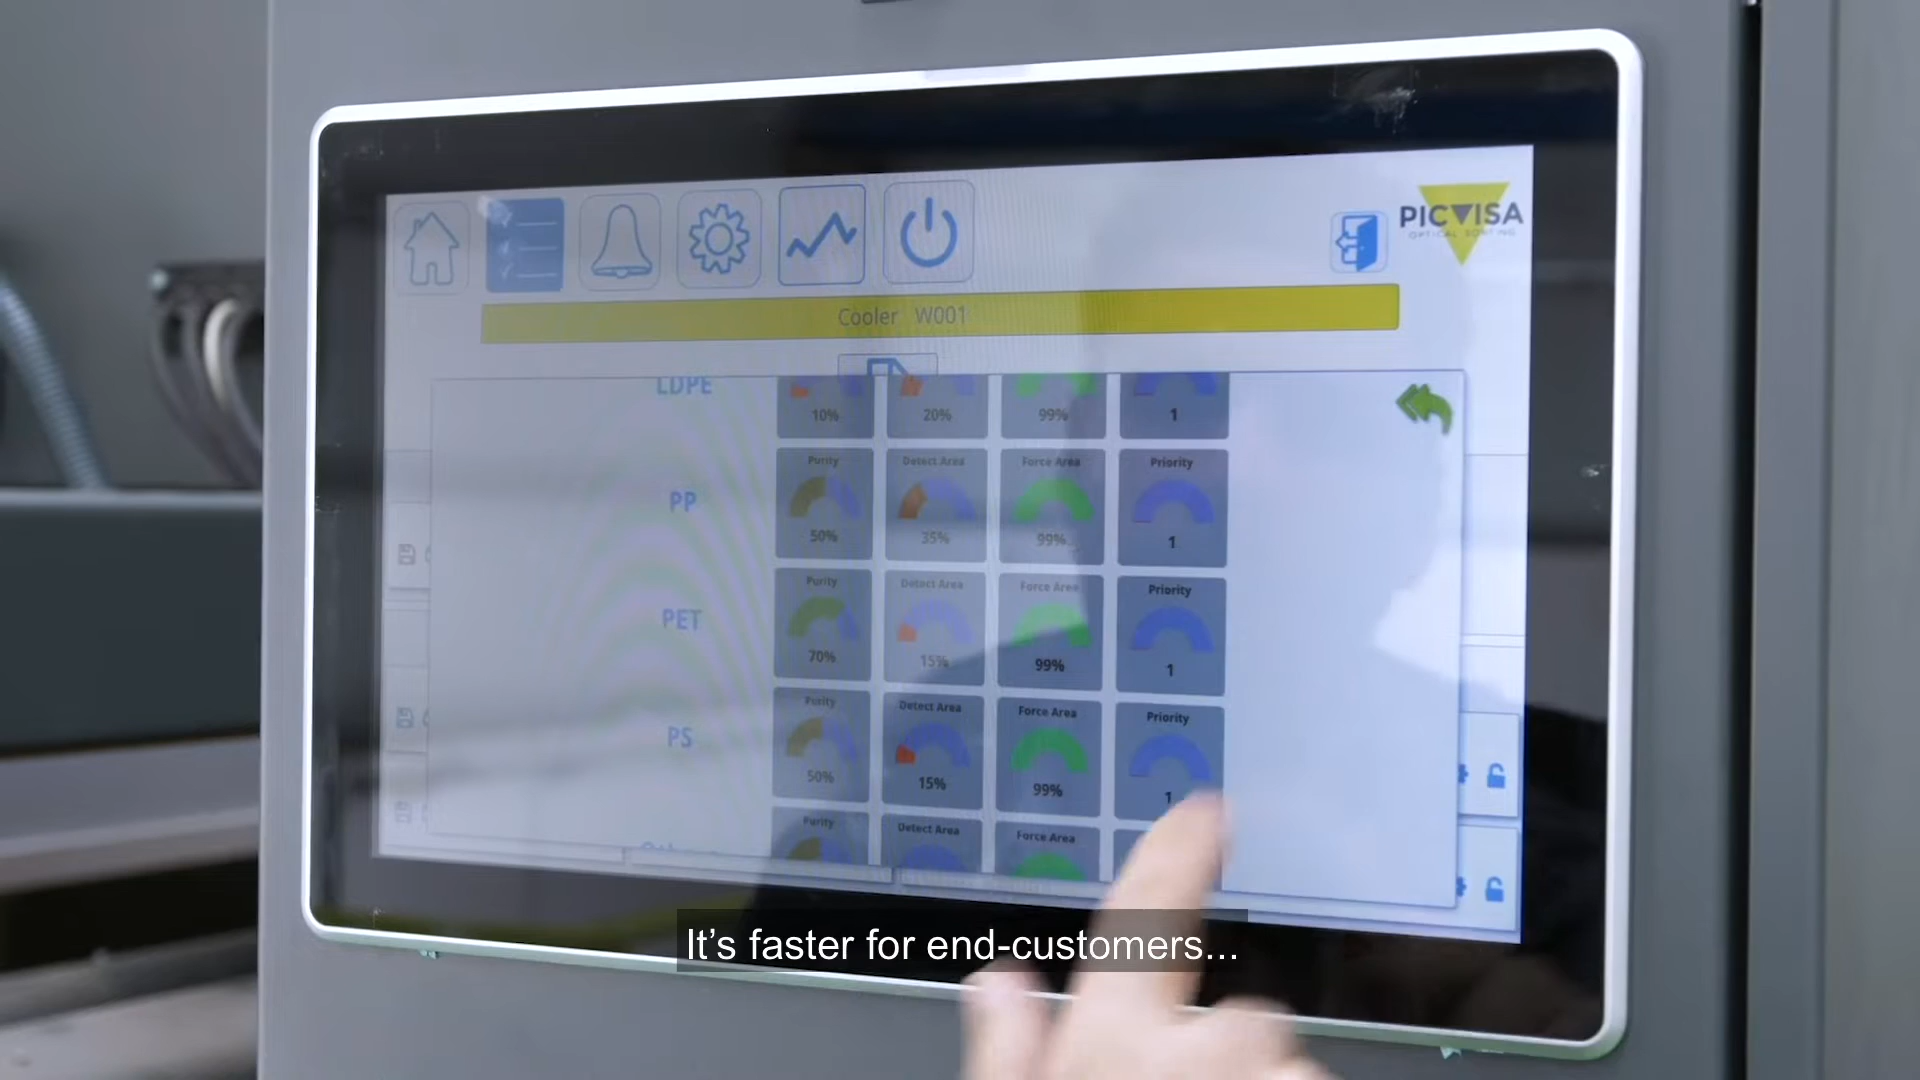 PICVISA
OPTICAL SORTING
Cooler W001
LDPE
10% 20% 99% 1
Purity Detect Area Force Area Priority
PP
50% 35% 99% 1
Purity Detect Area Force Area Priority
PET
70% 15% 99% 1
Purity Detect Area Force Area Priority
PS
50% 15% 99% 1
Purity Detect Area Force Area
It's faster for end-customers...